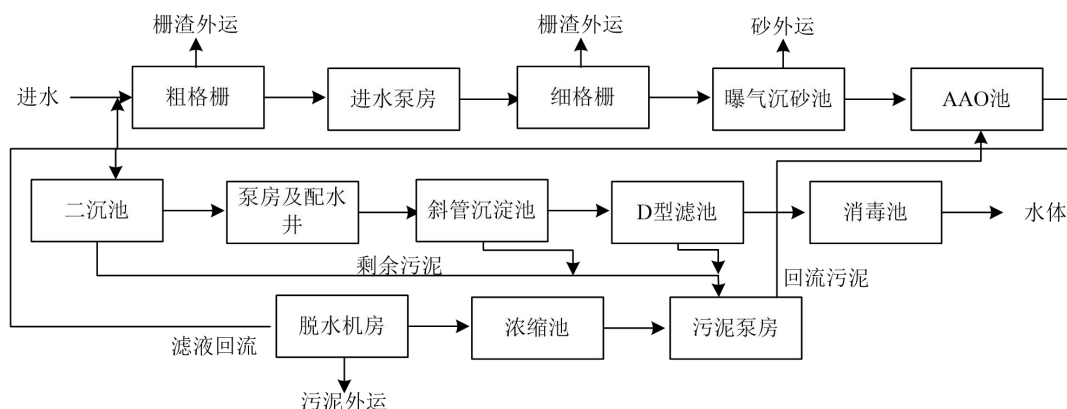 栅渣外运
栅渣外运
砂外运
进水
粗格栅
进水泵房
细格栅
曝气沉砂池
AAO池
二沉池
泵房及配水
井
斜管沉淀池
D型滤池
消毒池
水体
剩余污泥
回流污泥
滤液回流
脱水机房
浓缩池
污泥泵房
污泥外运